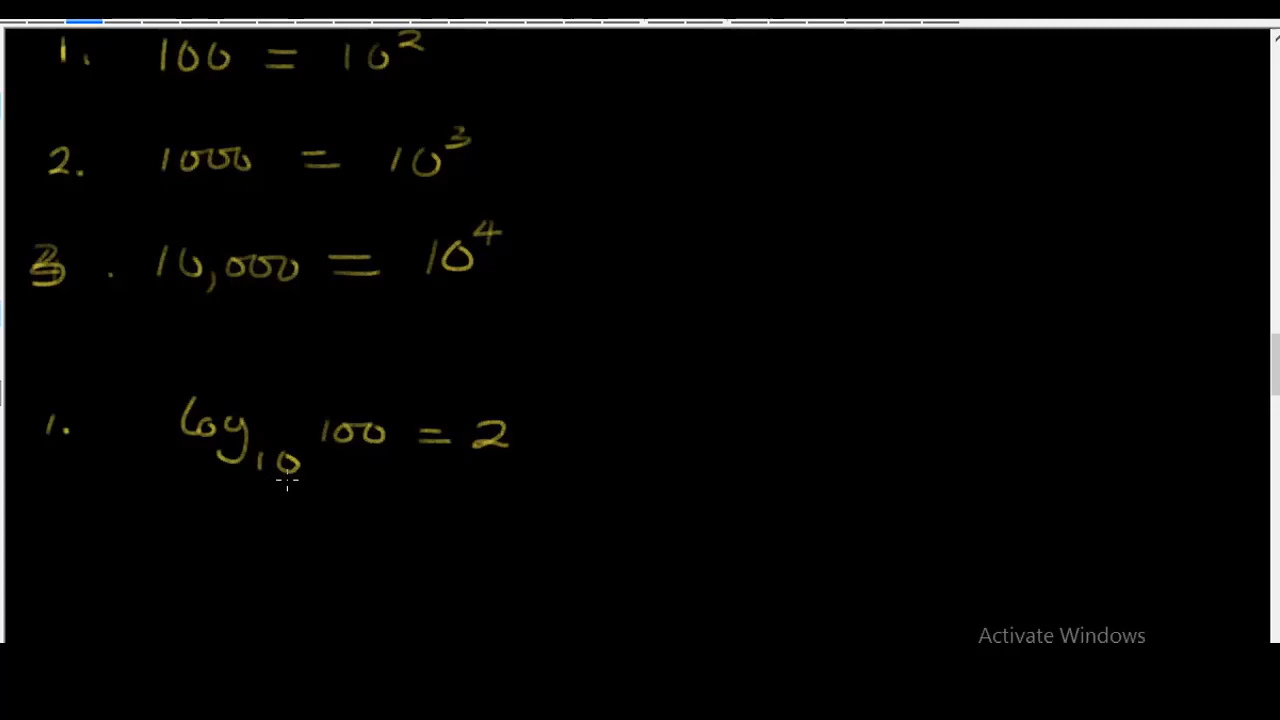 1. 100 = 10²
2. 1000 = 10³
3. 10,000 = 10⁴
1. log₁₀ 100 = 2
Activate Windows